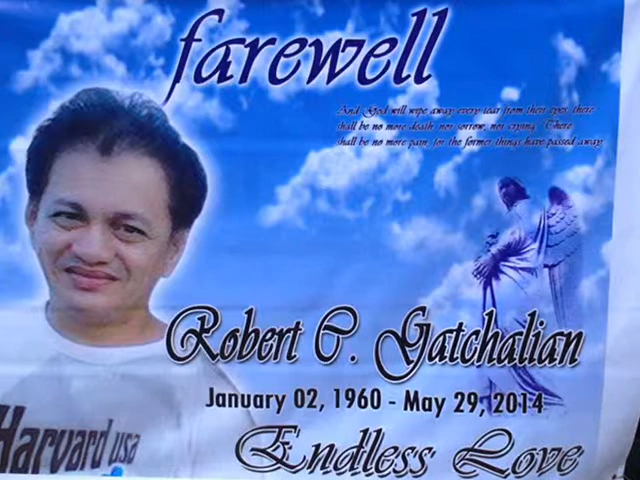 farewell
And God will wipe away every tear from their eyes there
shall be no more death, nor sorrow, nor crying. There
shall be no more pain, for the former things have passed away
Robert C. Gatchalian
January 02, 1960 - May 29, 2014
Harvard usa
Endless Love